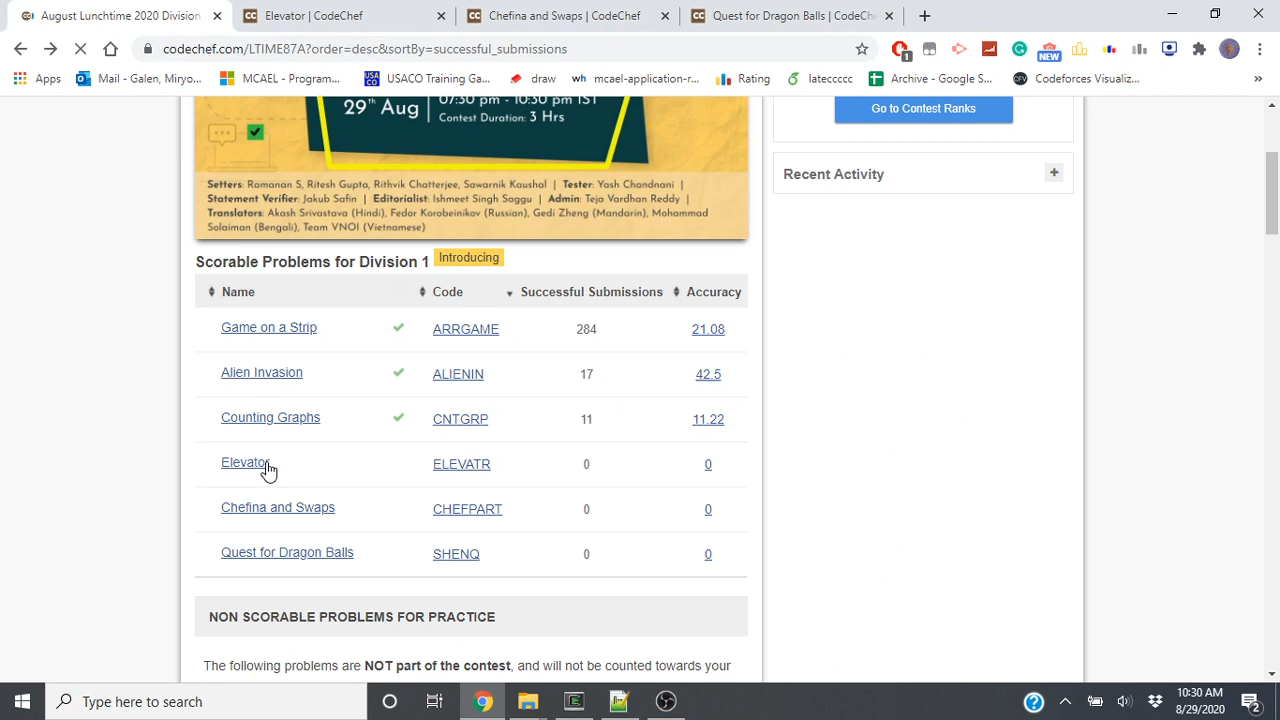 August Lunchtime 2020 Division
Elevator | CodeChef
Chefina and Swaps | CodeChef
Quest for Dragon Balls | CodeChe
codechef.com/LTIME87A?order=desc&sortBy=successful_submissions
1
NEW
Apps
Mail - Galen, Miryo...
MCAEL - Program...
USACO Training Ga...
draw
wh mcael-application-r...
Rating
lateccccc
Archive - Google S...
Codeforces Visualiz...
»
29th Aug
07:30 pm - 10:30 pm IST
Contest Duration: 3 Hrs
Setters: Ramanan S, Ritesh Gupta, Rithvik Chatterjee, Sawarnik Kaushal | Tester: Yash Chandnani |
Statement Verifier: Jakub Safin | Editorialist: Ishmeet Singh Saggu | Admin: Teja Vardhan Reddy |
Translators: Akash Srivastava (Hindi), Fedor Korobeinikov (Russian), Gedi Zheng (Mandarin), Mohammad
Solaiman (Bengali), Team VNOI (Vietnamese)
Go to Contest Ranks
Recent Activity
Scorable Problems for Division 1 Introducing
Name Code Successful Submissions Accuracy
Game on a Strip ARRGAME 284 21.08
Alien Invasion ALIENIN 17 42.5
Counting Graphs CNTGRP 11 11.22
Elevator ELEVATR 0 0
Chefina and Swaps CHEFPART 0 0
Quest for Dragon Balls SHENQ 0 0
NON SCORABLE PROBLEMS FOR PRACTICE
The following problems are NOT part of the contest, and will not be counted towards your
Type here to search
10:30 AM
8/29/2020
2